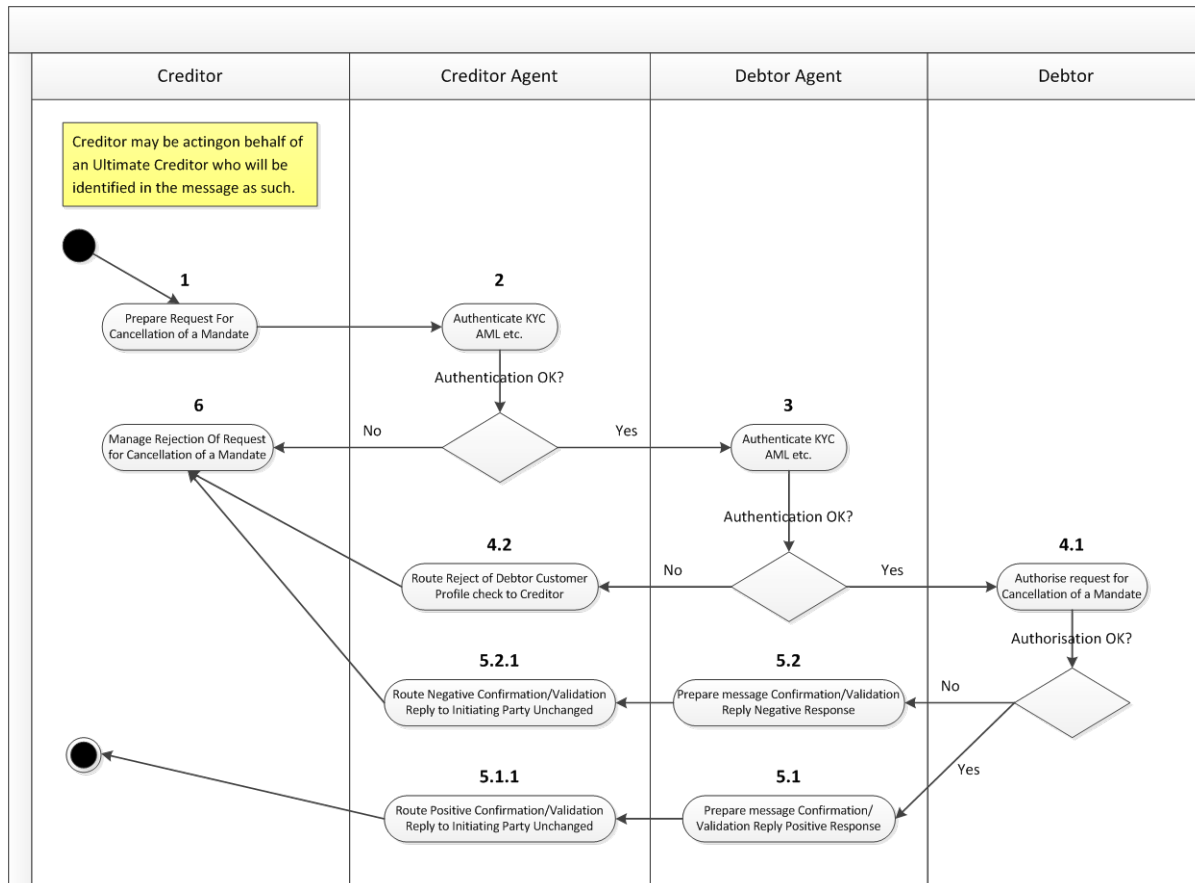 Creditor
Creditor Agent
Debtor Agent
Debtor
Creditor may be actingon behalf of
an Ultimate Creditor who will be
identified in the message as such.
1
Prepare Request For
Cancellation of a Mandate
2
Authenticate KYC
AML etc.
Authentication OK?
6
Manage Rejection Of Request
for Cancellation of a Mandate
No
Yes
3
Authenticate KYC
AML etc.
Authentication OK?
4.2
Route Reject of Debtor Customer
Profile check to Creditor
No
Yes
4.1
Authorise request for
Cancellation of a Mandate
Authorisation OK?
5.2.1
Route Negative Confirmation/Validation
Reply to Initiating Party Unchanged
5.2
Prepare message Confirmation/Validation
Reply Negative Response
No
Yes
5.1.1
Route Positive Confirmation/Validation
Reply to Initiating Party Unchanged
5.1
Prepare message Confirmation/
Validation Reply Positive Response